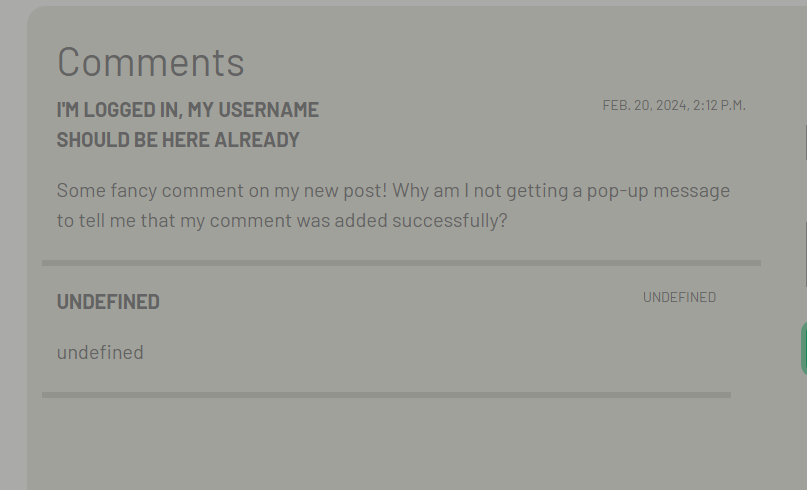 Comments
I'M LOGGED IN, MY USERNAME
SHOULD BE HERE ALREADY
FEB. 20, 2024, 2:12 P.M.
Some fancy comment on my new post! Why am I not getting a pop-up message
to tell me that my comment was added successfully?
UNDEFINED
UNDEFINED
undefined